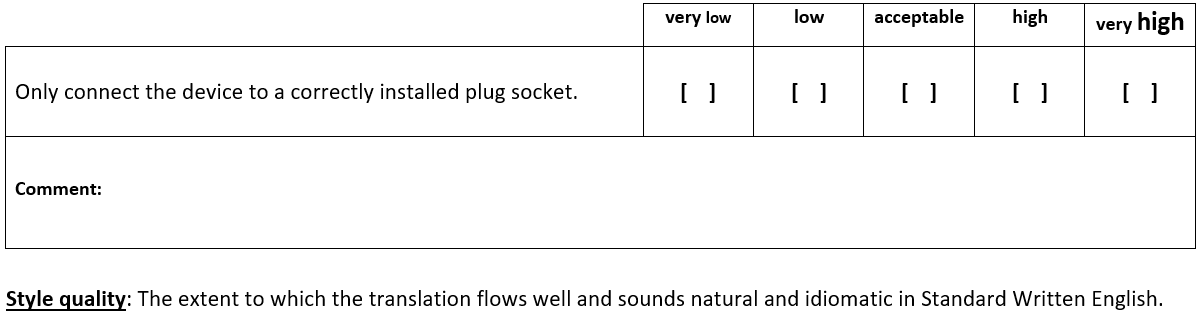 very low low acceptable high very high
Only connect the device to a correctly installed plug socket. [ ] [ ] [ ] [ ] [ ]
Comment:
Style quality: The extent to which the translation flows well and sounds natural and idiomatic in Standard Written English.